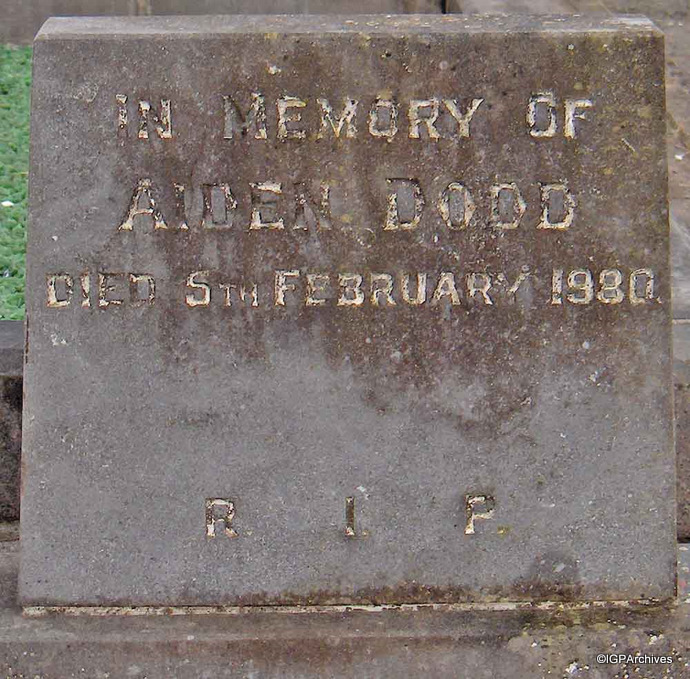 IN MEMORY OF
AIDEN DODD
DIED 5TH FEBRUARY 1980.
R. I. P.
©IGPArchives